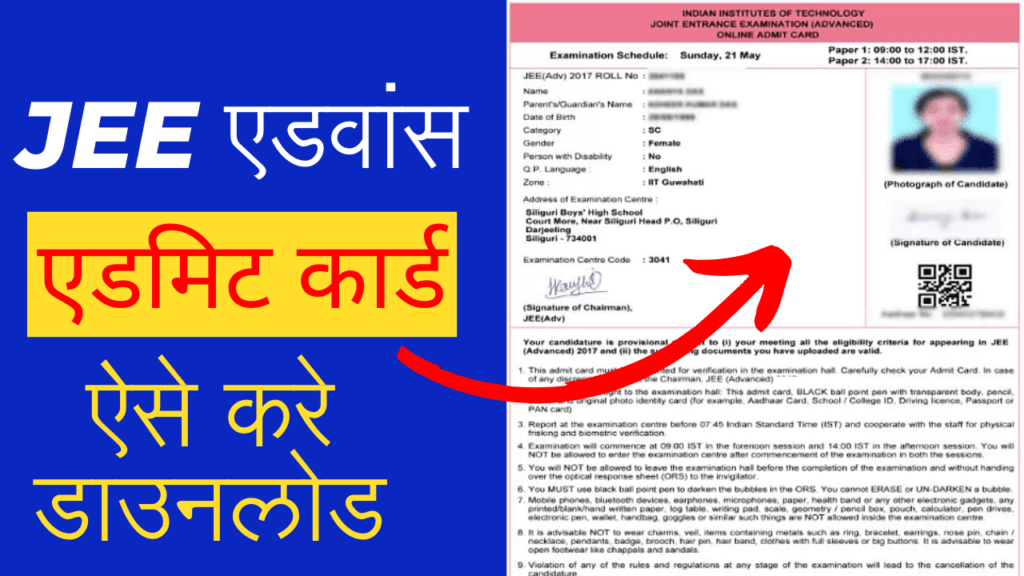 JEE एडवांस
एडमिट कार्ड
ऐसे करे
डाउनलोड
INDIAN INSTITUTES OF TECHNOLOGY
JOINT ENTRANCE EXAMINATION (ADVANCED)
ONLINE ADMIT CARD
Examination Schedule: Sunday, 21 May
Paper 1: 09:00 to 12:00 IST.
Paper 2: 14:00 to 17:00 IST.
JEE(Adv) 2017 ROLL No :
Name :
Parent's/Guardian's Name :
Date of Birth :
Category : SC
Gender : Female
Person with Disability : No
Q.P. Language : : English
Zone : : IIT Guwahati
Address of Examination Centre :
Siliguri Boys' High School
Court More, Near Siliguri Head P.O, Siliguri
Darjeeling
Siliguri - 734001
Examination Centre Code : 3041
(Signature of Chairman),
JEE(Adv)
(Photograph of Candidate)
(Signature of Candidate)
Your candidature is provisional to (i) your meeting all the eligibility criteria for appearing in JEE
(Advanced) 2017 and (ii) the documents you have uploaded are valid.
1. This admit card must for verification in the examination hall. Carefully check your Admit Card. In case
of any the Chairman, JEE (Advanced)
to the examination hall: This admit card, BLACK ball point pen with transparent body, pencil,
original photo identity card (for example, Aadhaar Card, School / College ID, Driving licence, Passport or
PAN card)
3. Report at the examination centre before 07:45 Indian Standard Time (IST) and cooperate with the staff for physical
frisking and biometric verification.
4. Examination will commence at 09:00 IST in the forenoon session and 14:00 IST in the afternoon session. You will
NOT be allowed to enter the examination centre after commencement of the examination in both the sessions.
5. You will NOT be allowed to leave the examination hall before the completion of the examination and without handing
over the optical response sheet (ORS) to the invigilator.
6. You MUST use black ball point pen to darken the bubbles in the ORS. You cannot ERASE or UN-DARKEN a bubble.
7. Mobile phones, bluetooth devices, earphones, microphones, paper, health band or any other electronic gadgets, any
printed/blank/hand written paper, log table, writing pad, scale, geometry / pencil box, pouch, calculator, pen drives,
electronic pen, wallet, handbag, goggles or similar such things are NOT allowed inside the examination centre.
8. It is advisable NOT to wear charms, veil, items containing metals such as ring, bracelet, earrings, nose pin, chain /
necklace, pendants, badge, brooch, hair pin, hair band, clothes with full sleeves or big buttons. It is advisable to wear
open footwear like chappals and sandals.
9. Violation of any of the rules and regulations at any stage of the examination will lead to the cancellation of the
candidature.